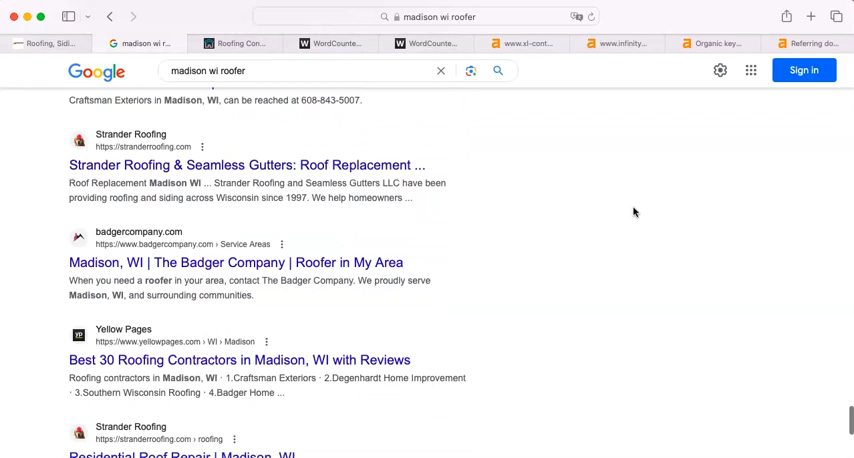 madison wi roofer
Roofing, Sidi...
madison wi r...
Roofing Con...
WordCounte...
WordCounte...
www.xl-cont...
www.infinity...
Organic key...
Referring do...
Google
madison wi roofer
Sign in
Craftsman Exteriors in Madison, WI, can be reached at 608-843-5007.
Strander Roofing
https://stranderroofing.com
Strander Roofing & Seamless Gutters: Roof Replacement ...
Roof Replacement Madison WI ... Strander Roofing and Seamless Gutters LLC have been
providing roofing and siding across Wisconsin since 1997. We help homeowners ...
badgercompany.com
https://www.badgercompany.com › Service Areas
Madison, WI | The Badger Company | Roofer in My Area
When you need a roofer in your area, contact The Badger Company. We proudly serve
Madison, WI, and surrounding communities.
Yellow Pages
https://www.yellowpages.com › WI › Madison
Best 30 Roofing Contractors in Madison, WI with Reviews
Roofing contractors in Madison, WI · 1.Craftsman Exteriors · 2.Degenhardt Home Improvement
· 3.Southern Wisconsin Roofing · 4.Badger Home ...
Strander Roofing
https://stranderroofing.com › roofing
Residential Roof Repair | Madison, WI